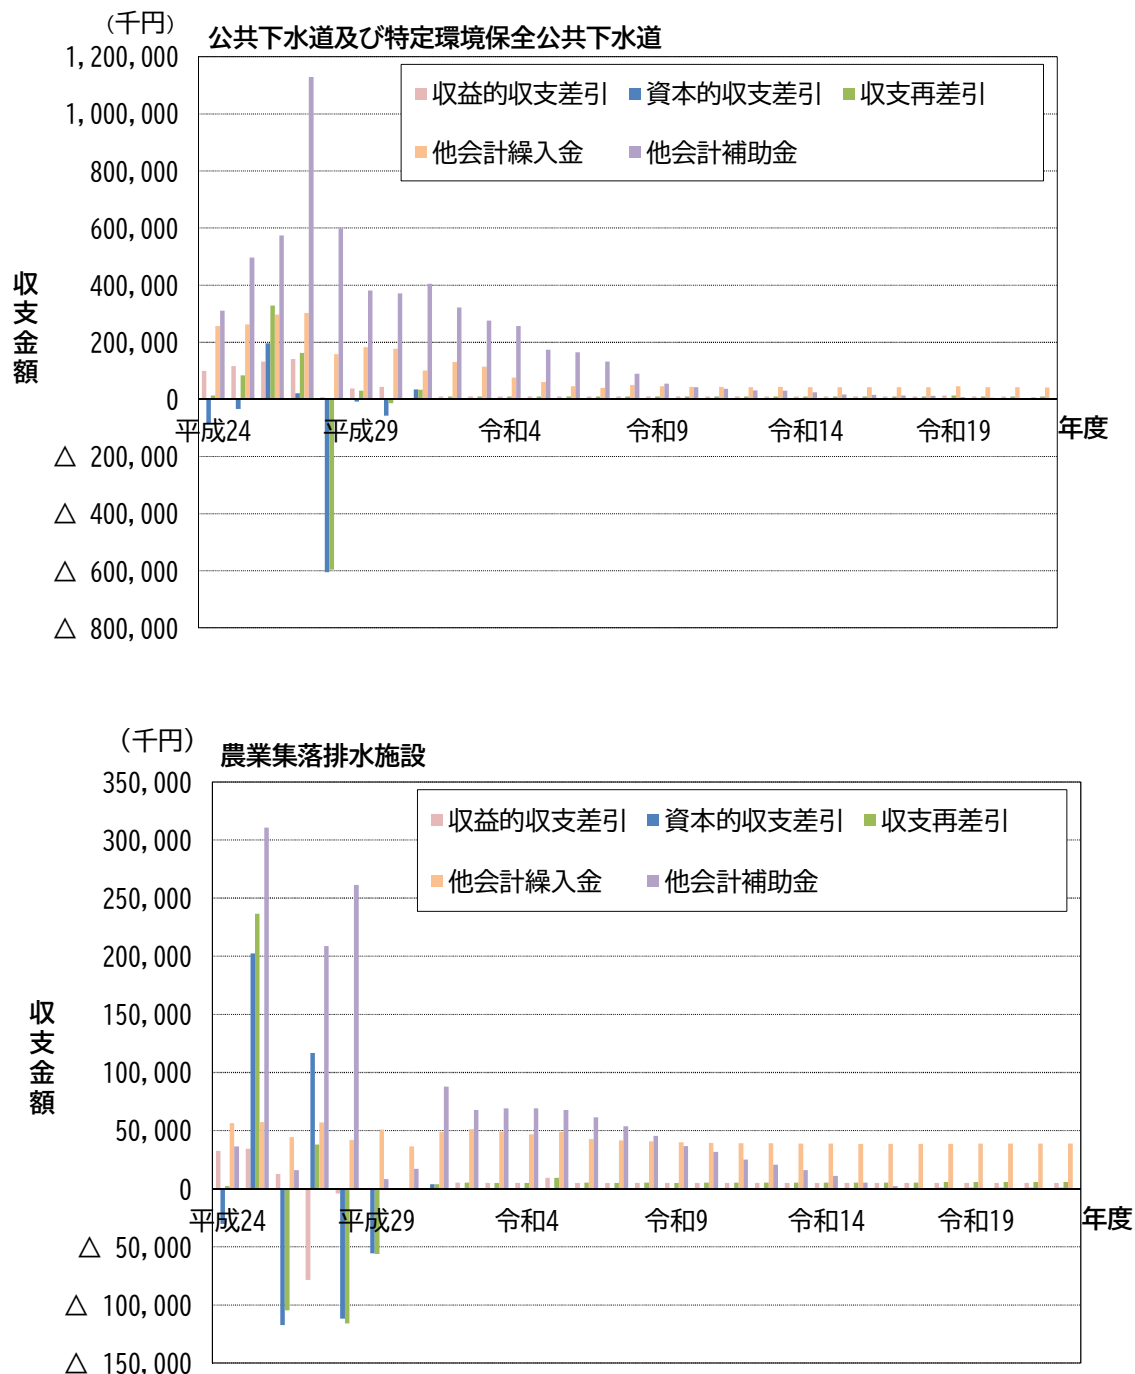 (千円)
公共下水道及び特定環境保全公共下水道
1,200,000
1,000,000
800,000
600,000
400,000
200,000
0
△ 200,000
△ 400,000
△ 600,000
△ 800,000
収支金額
収益的収支差引 資本的収支差引 収支再差引
他会計繰入金 他会計補助金
平成24 平成29 令和4 令和9 令和14 令和19 年度
(千円)
農業集落排水施設
350,000
300,000
250,000
200,000
150,000
100,000
50,000
0
△ 50,000
△ 100,000
△ 150,000
収支金額
収益的収支差引 資本的収支差引 収支再差引
他会計繰入金 他会計補助金
平成24 平成29 令和4 令和9 令和14 令和19 年度